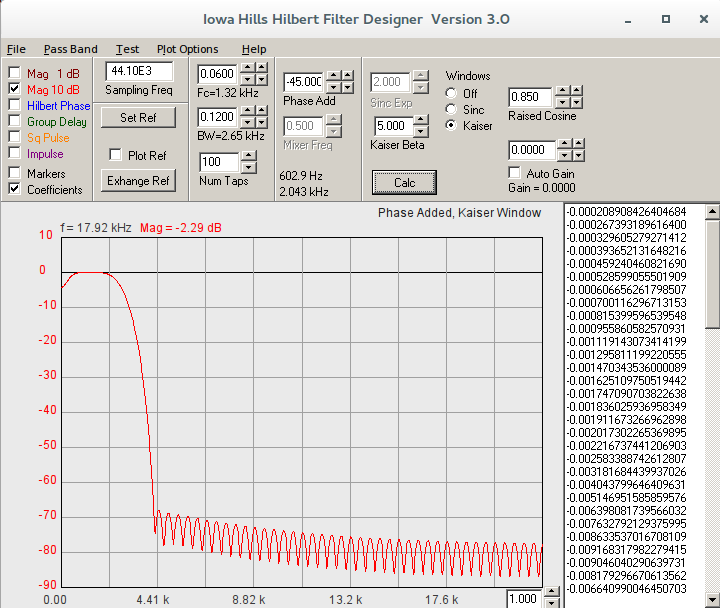 Iowa Hills Hilbert Filter Designer Version 3.0
File Pass Band Test Plot Options Help
Mag 1 dB
Mag 10 dB
Hilbert Phase
Group Delay
Sq Pulse
Impulse
Markers
Coefficients
44.10E3
Sampling Freq
Set Ref
Plot Ref
Exhange Ref
0.0600
Fc=1.32 kHz
0.1200
BW=2.65 kHz
100
Num Taps
-45.000
Phase Add
0.500
Mixer Freq
602.9 Hz
2.043 kHz
2.000
Sinc Exp
5.000
Kaiser Beta
Calc
Windows
Off
Sinc
Kaiser
0.850
Raised Cosine
0.0000
Auto Gain
Gain = 0.0000
Phase Added, Kaiser Window
f = 17.92 kHz Mag = -2.29 dB
10
0
-10
-20
-30
-40
-50
-60
-70
-80
-90
0.00 4.41 k 8.82 k 13.2 k 17.6 k
1.000
-0.000208908426404684
-0.000267393189616400
-0.000329605279271412
-0.000393652131648216
-0.000459240460821690
-0.000528599055501909
-0.000606656261798507
-0.000700116296713153
-0.000815399596539548
-0.000955860582570931
-0.001119143073414199
-0.001295811199220555
-0.001470343536000089
-0.001625109750519442
-0.001747090703822638
-0.001836025936958349
-0.001911673266962898
-0.002017302265369895
-0.002216737441206903
-0.002583388742612807
-0.003181684439937026
-0.004043799646409631
-0.005146951585859576
-0.006398081739566032
-0.007632792129375995
-0.008633537016708109
-0.009168317982279415
-0.009046040290639731
-0.008179296670613562
-0.006640990046450703